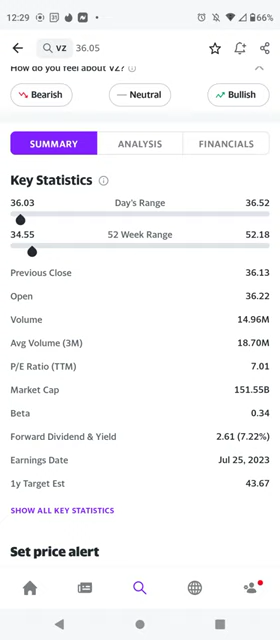 12:29
31
66%
VZ 36.05
How do you feel about VZ?
Bearish
Neutral
Bullish
SUMMARY
ANALYSIS
FINANCIALS
Key Statistics
36.03 Day's Range 36.52
34.55 52 Week Range 52.18
Previous Close 36.13
Open 36.22
Volume 14.96M
Avg Volume (3M) 18.70M
P/E Ratio (TTM) 7.01
Market Cap 151.55B
Beta 0.34
Forward Dividend & Yield 2.61 (7.22%)
Earnings Date Jul 25, 2023
1y Target Est 43.67
SHOW ALL KEY STATISTICS
Set price alert